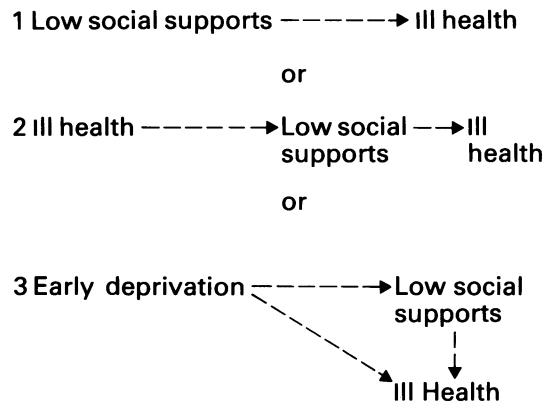 1 Low social supports Ill health
or
2 Ill health Low social Ill
supports health
or
3 Early deprivation Low social
supports
Ill Health